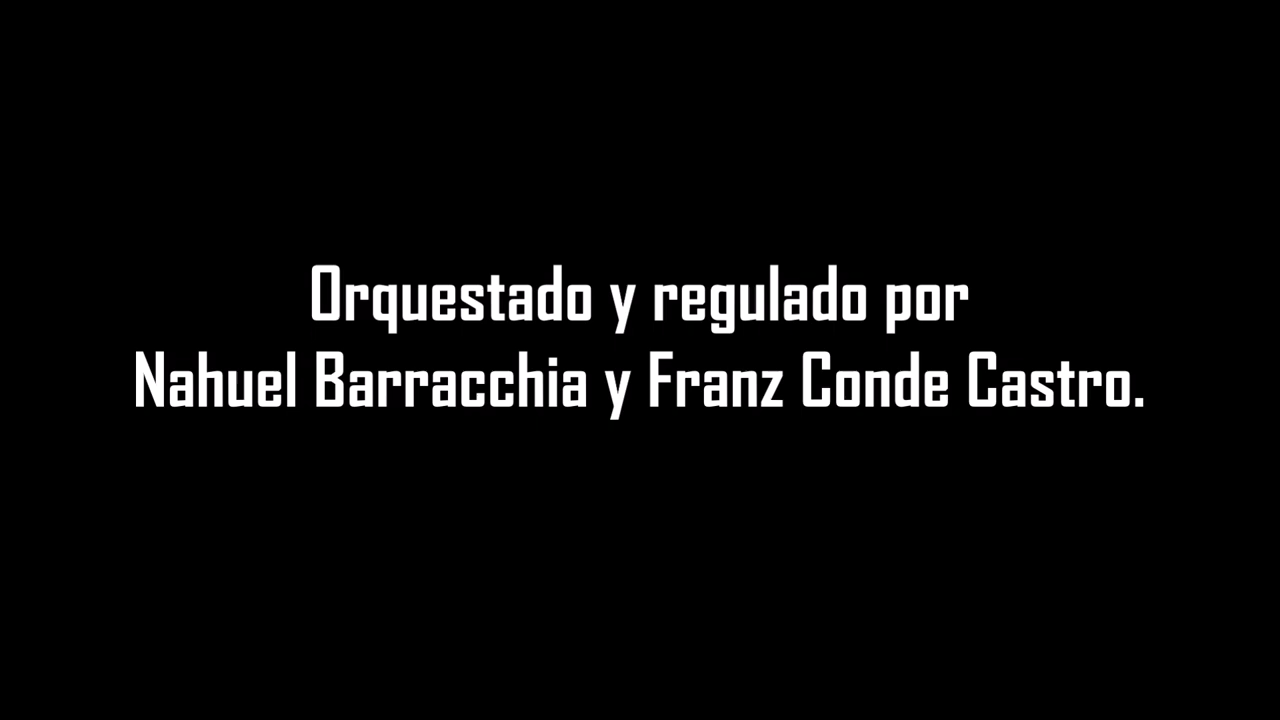 Orquestado y regulado por
Nahuel Barracchia y Franz Conde Castro.